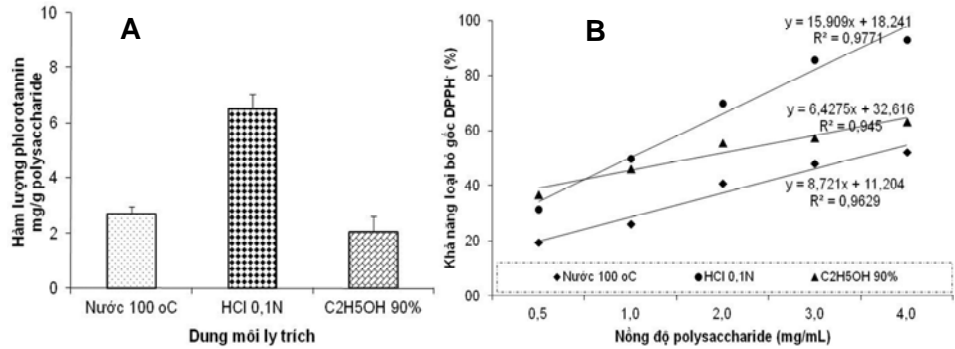 A
Hàm lượng phlorotannin
mg/g polysaccharide
10
8
6
4
2
0
Nước 100 oC
HCl 0,1N
C2H5OH 90%
Dung môi ly trích
B
Khả năng loại bỏ gốc DPPH· (%)
100
80
60
40
20
00
y = 15,909x + 18,241
R² = 0,9771
y = 6,4275x + 32,616
R² = 0,945
y = 8,721x + 11,204
R² = 0,9629
Nước 100 oC
HCl 0,1N
C2H5OH 90%
0,5
1,0
2,0
3,0
4,0
Nồng độ polysaccharide (mg/mL)